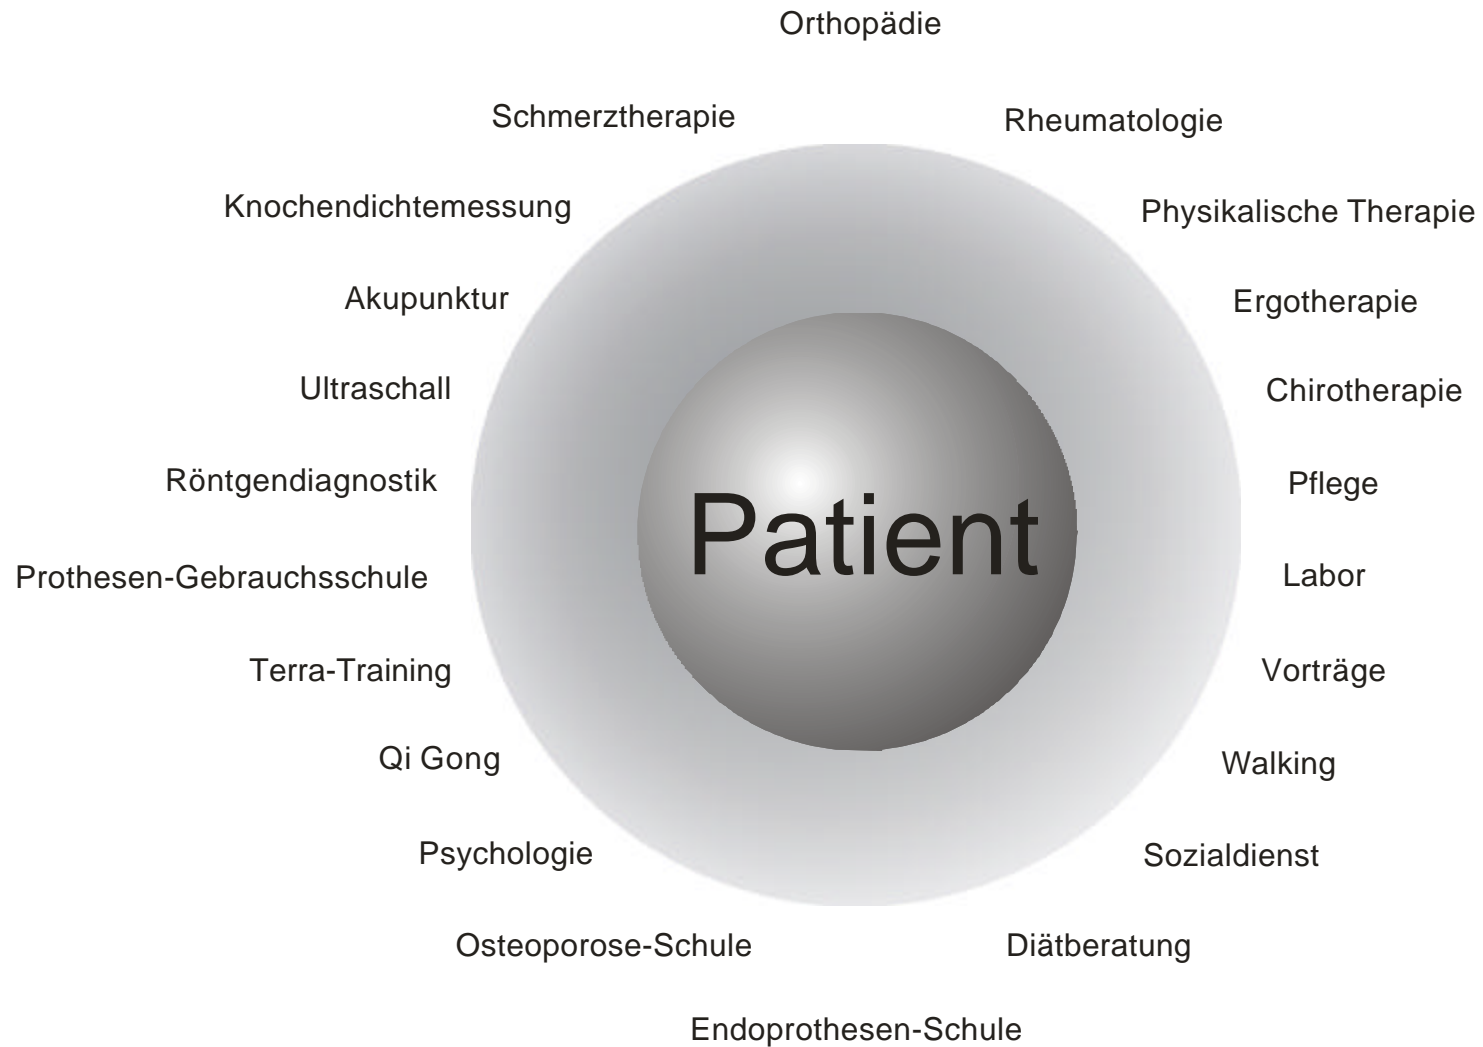 Orthopädie
Schmerztherapie
Rheumatologie
Knochendichtemessung
Physikalische Therapie
Akupunktur
Ergotherapie
Ultraschall
Chirotherapie
Röntgendiagnostik
Pflege
Patient
Prothesen-Gebrauchsschule
Labor
Terra-Training
Vorträge
Qi Gong
Walking
Psychologie
Sozialdienst
Osteoporose-Schule
Diätberatung
Endoprothesen-Schule